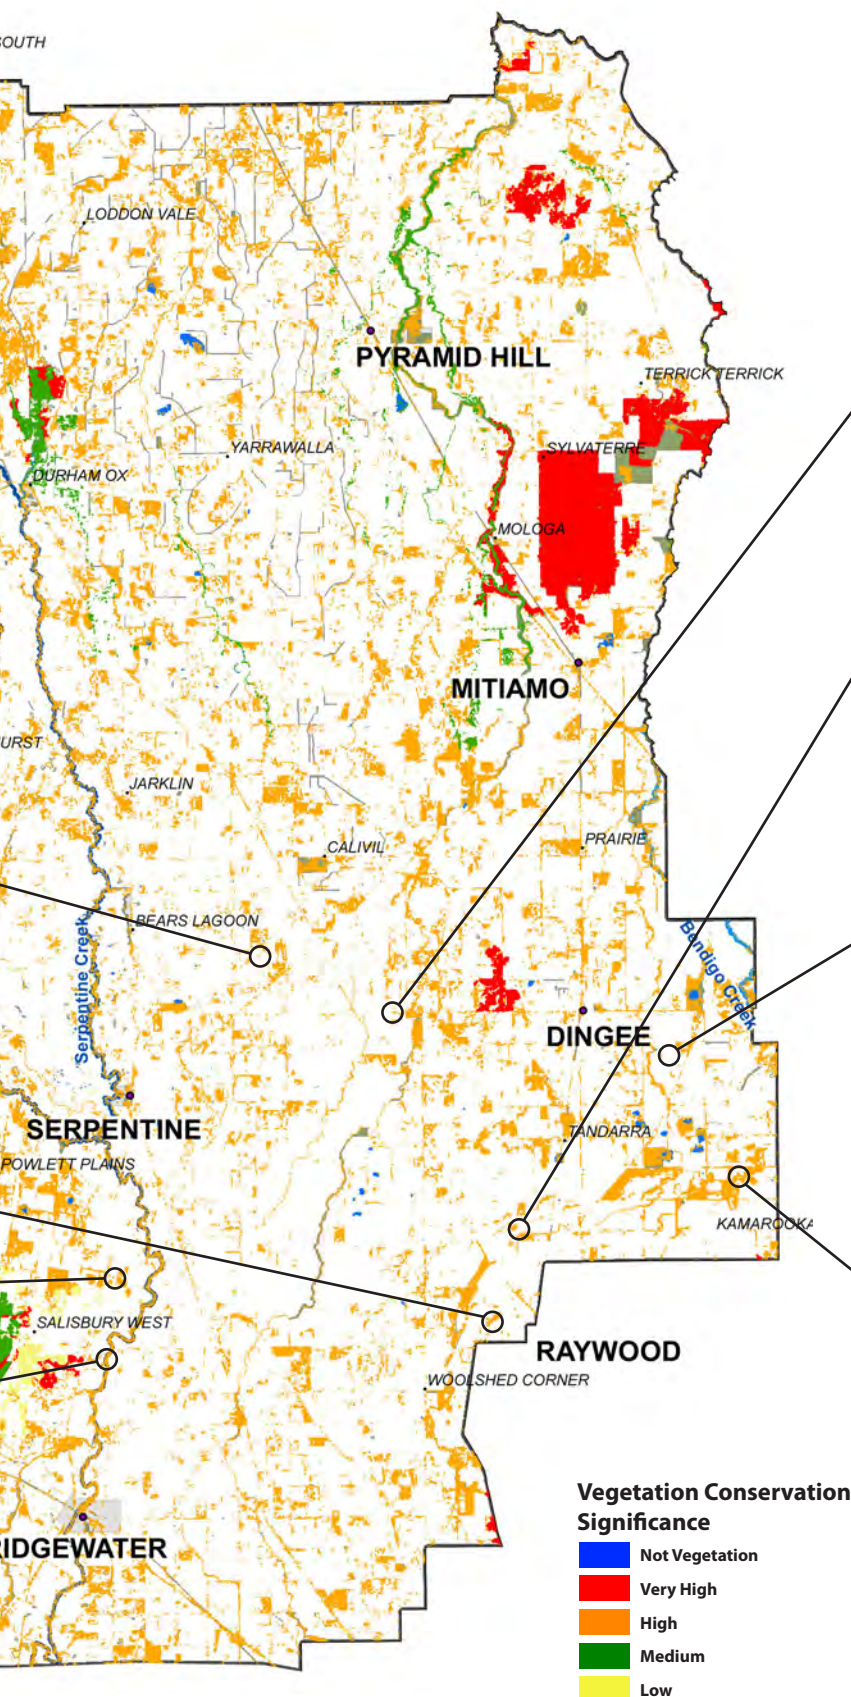 SOUTH
LODDON VALE
PYRAMID HILL
TERRICK TERRICK
YARRAWALLA
SYLVATERRE
DURHAM OX
MOLOGA
MITIAMO
URST
JARKLIN
CALIVIL
PRAIRIE
BEARS LAGOON
Serpentine Creek
Bendigo Creek
DINGEE
SERPENTINE
TANDARRA
POWLETT PLAINS
KAMAROOKA
SALISBURY WEST
RAYWOOD
WOOLSHED CORNER
RIDGEWATER
Vegetation Conservation
Significance
Not Vegetation
Very High
High
Medium
Low